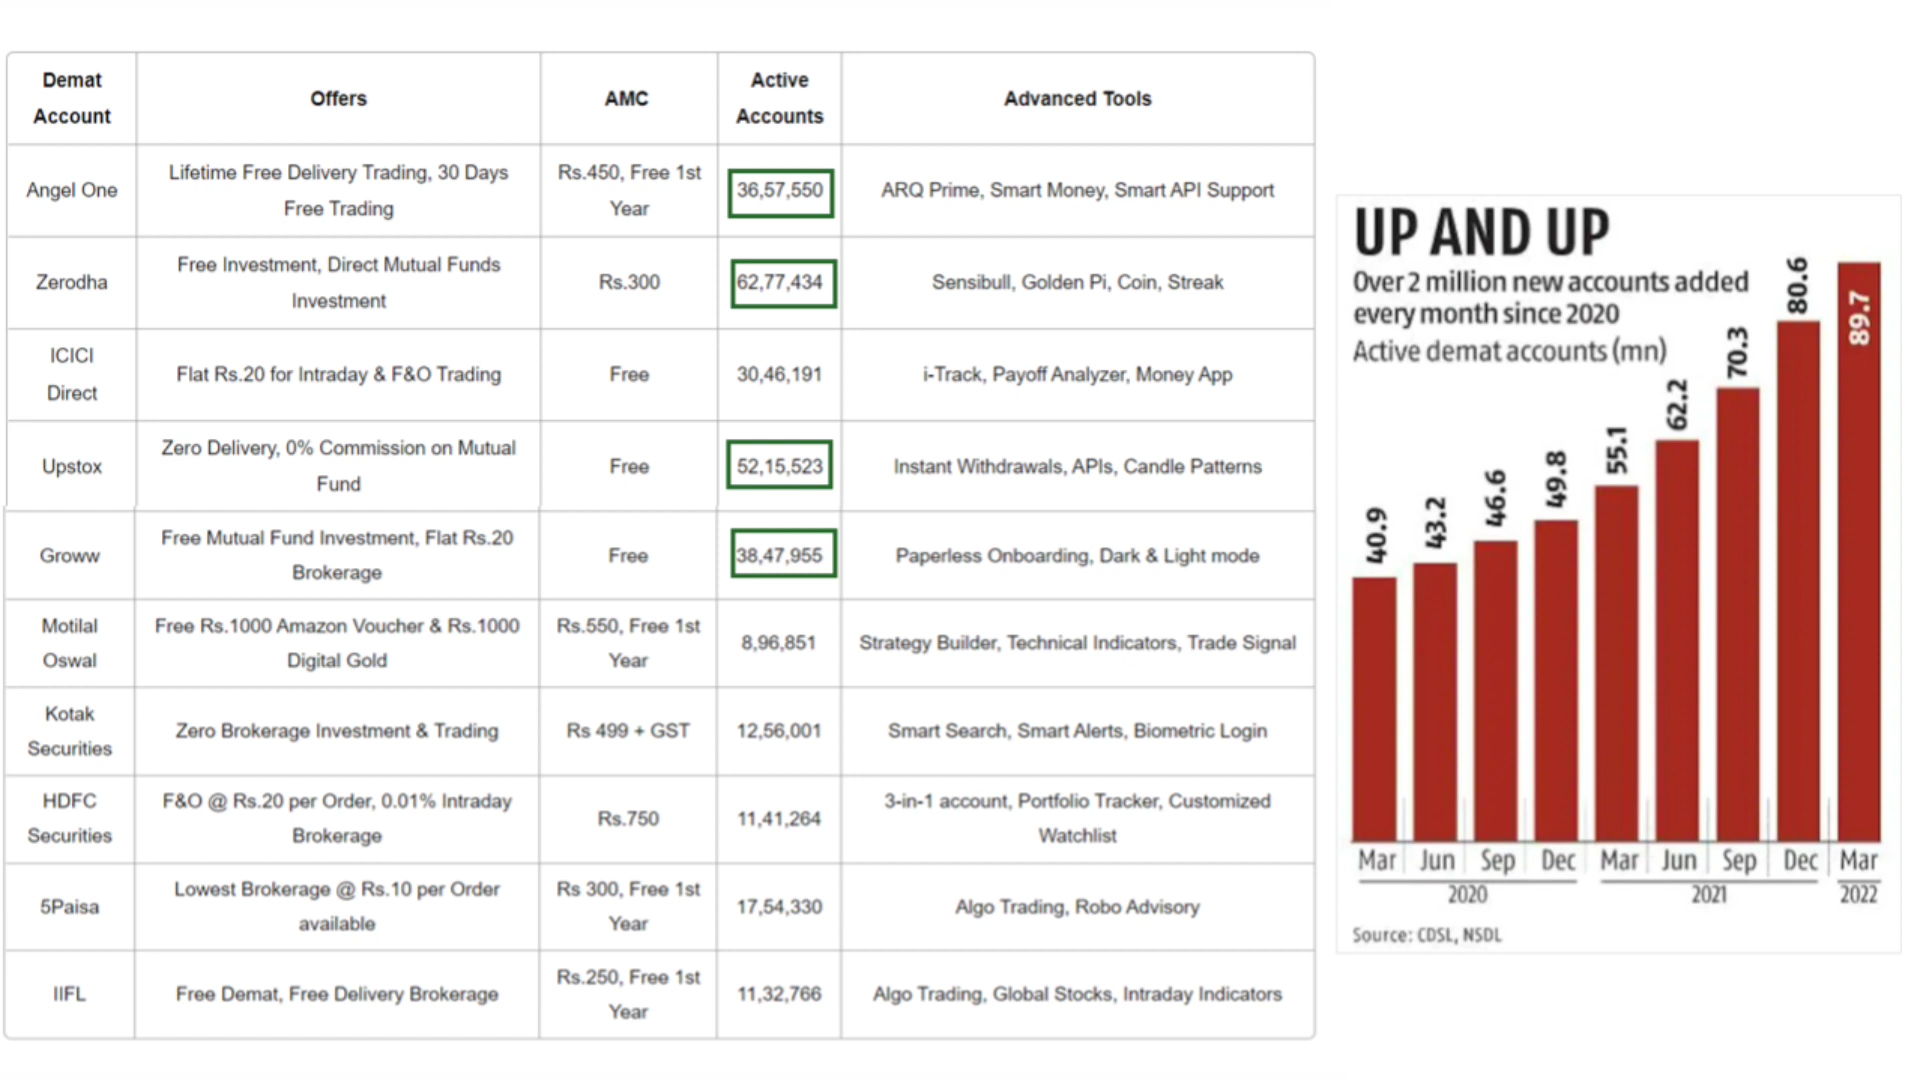 Demat
Account
Offers
AMC
Active
Accounts
Advanced Tools
Angel One
Lifetime Free Delivery Trading, 30 Days
Free Trading
Rs.450, Free 1st
Year
36,57,550
ARQ Prime, Smart Money, Smart API Support
Zerodha
Free Investment, Direct Mutual Funds
Investment
Rs.300
62,77,434
Sensibull, Golden Pi, Coin, Streak
ICICI
Direct
Flat Rs.20 for Intraday & F&O Trading
Free
30,46,191
i-Track, Payoff Analyzer, Money App
Upstox
Zero Delivery, 0% Commission on Mutual
Fund
Free
52,15,523
Instant Withdrawals, APIs, Candle Patterns
Groww
Free Mutual Fund Investment, Flat Rs.20
Brokerage
Free
38,47,955
Paperless Onboarding, Dark & Light mode
Motilal
Oswal
Free Rs.1000 Amazon Voucher & Rs.1000
Digital Gold
Rs.550, Free 1st
Year
8,96,851
Strategy Builder, Technical Indicators, Trade Signal
Kotak
Securities
Zero Brokerage Investment & Trading
Rs 499 + GST
12,56,001
Smart Search, Smart Alerts, Biometric Login
HDFC
Securities
F&O @ Rs.20 per Order, 0.01% Intraday
Brokerage
Rs.750
11,41,264
3-in-1 account, Portfolio Tracker, Customized
Watchlist
5Paisa
Lowest Brokerage @ Rs.10 per Order
available
Rs 300, Free 1st
Year
17,54,330
Algo Trading, Robo Advisory
IIFL
Free Demat, Free Delivery Brokerage
Rs.250, Free 1st
Year
11,32,766
Algo Trading, Global Stocks, Intraday Indicators
UP AND UP
Over 2 million new accounts added
every month since 2020
Active demat accounts (mn)
40.9
43.2
46.6
49.8
55.1
62.2
70.3
80.6
89.7
Mar Jun Sep Dec Mar Jun Sep Dec Mar
2020 2021 2022
Source: CDSL, NSDL